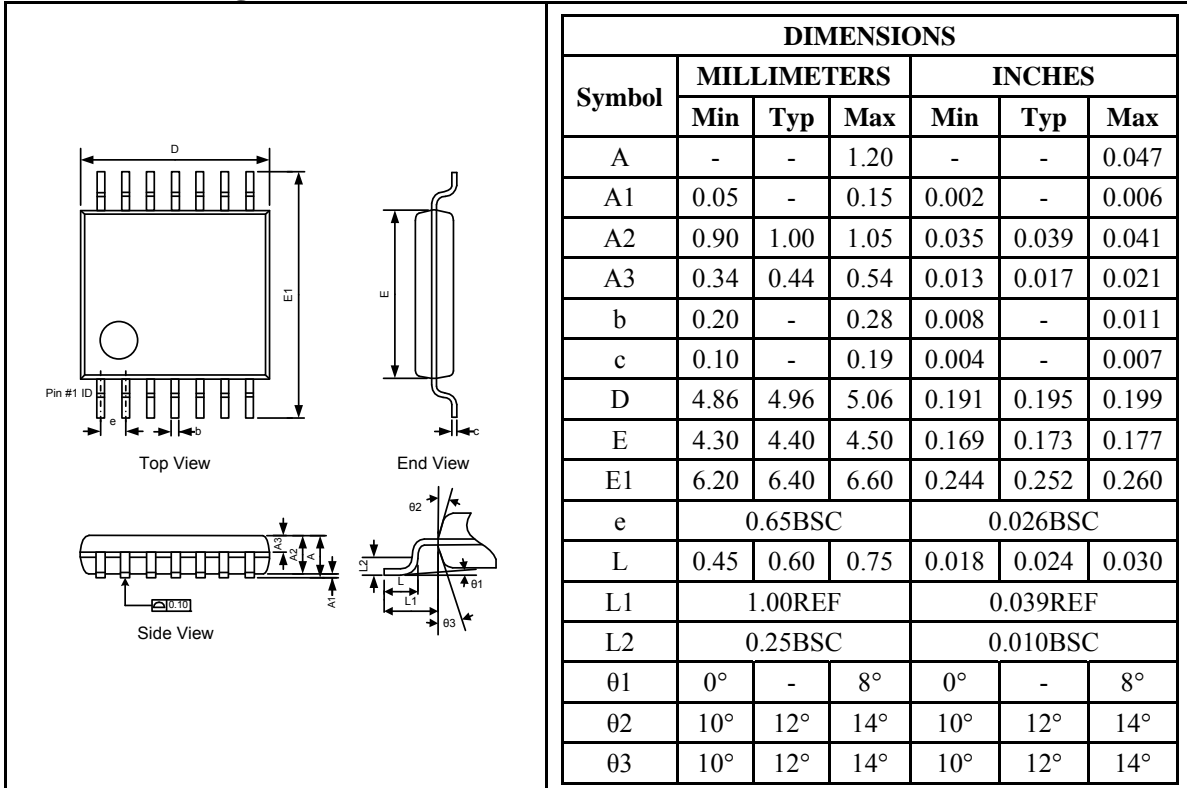 D
E1
E
Pin #1 ID
e
b
c
Top View
End View
θ2
A3
A2
A
A1
L2
L
L1
θ1
θ3
0.10
Side View
DIMENSIONS
Symbol MILLIMETERS INCHES
Min Typ Max Min Typ Max
A - - 1.20 - - 0.047
A1 0.05 - 0.15 0.002 - 0.006
A2 0.90 1.00 1.05 0.035 0.039 0.041
A3 0.34 0.44 0.54 0.013 0.017 0.021
b 0.20 - 0.28 0.008 - 0.011
c 0.10 - 0.19 0.004 - 0.007
D 4.86 4.96 5.06 0.191 0.195 0.199
E 4.30 4.40 4.50 0.169 0.173 0.177
E1 6.20 6.40 6.60 0.244 0.252 0.260
e 0.65BSC 0.026BSC
L 0.45 0.60 0.75 0.018 0.024 0.030
L1 1.00REF 0.039REF
L2 0.25BSC 0.010BSC
θ1 0° - 8° 0° - 8°
θ2 10° 12° 14° 10° 12° 14°
θ3 10° 12° 14° 10° 12° 14°